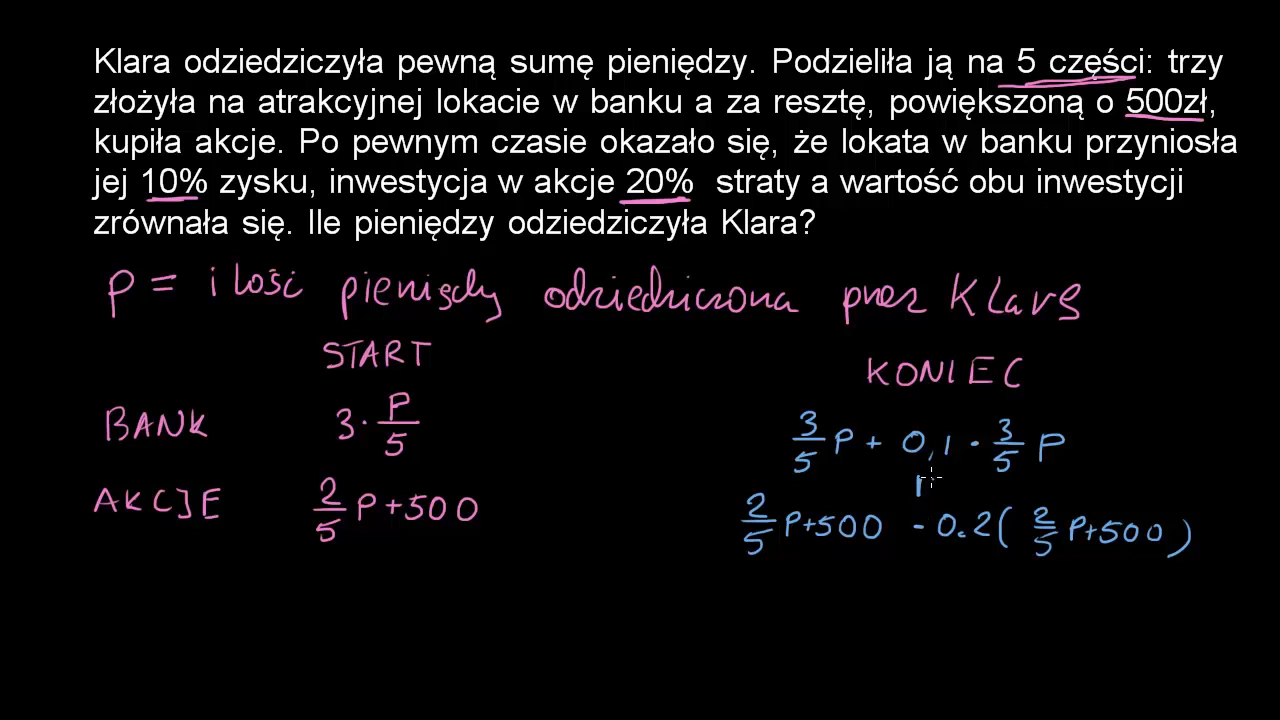 Klara odziedziczyła pewną sumę pieniędzy. Podzieliła ją na 5 części: trzy
złożyła na atrakcyjnej lokacie w banku a za resztę, powiększoną o 500zł,
kupiła akcje. Po pewnym czasie okazało się, że lokata w banku przyniosła
jej 10% zysku, inwestycja w akcje 20% straty a wartość obu inwestycji
zrównała się. Ile pieniędzy odziedziczyła Klara?
P = ilość pieniędzy odziedziczona przez Klarę
START KONIEC
BANK 3 · P/5 3/5 P + 0,1 · 3/5 P
AKCJE 2/5 P + 500 2/5 P + 500 - 0.2 ( 2/5 P + 500 )